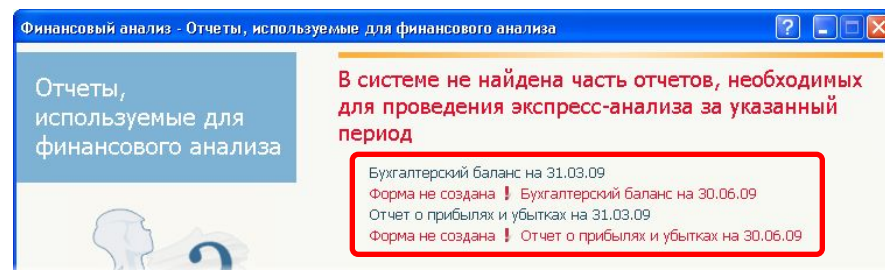 Финансовый анализ - Отчеты, используемые для финансового анализа
Отчеты,
используемые для
финансового анализа
В системе не найдена часть отчетов, необходимых
для проведения экспресс-анализа за указанный
период
Бухгалтерский баланс на 31.03.09
Форма не создана ! Бухгалтерский баланс на 30.06.09
Отчет о прибылях и убытках на 31.03.09
Форма не создана ! Отчет о прибылях и убытках на 30.06.09